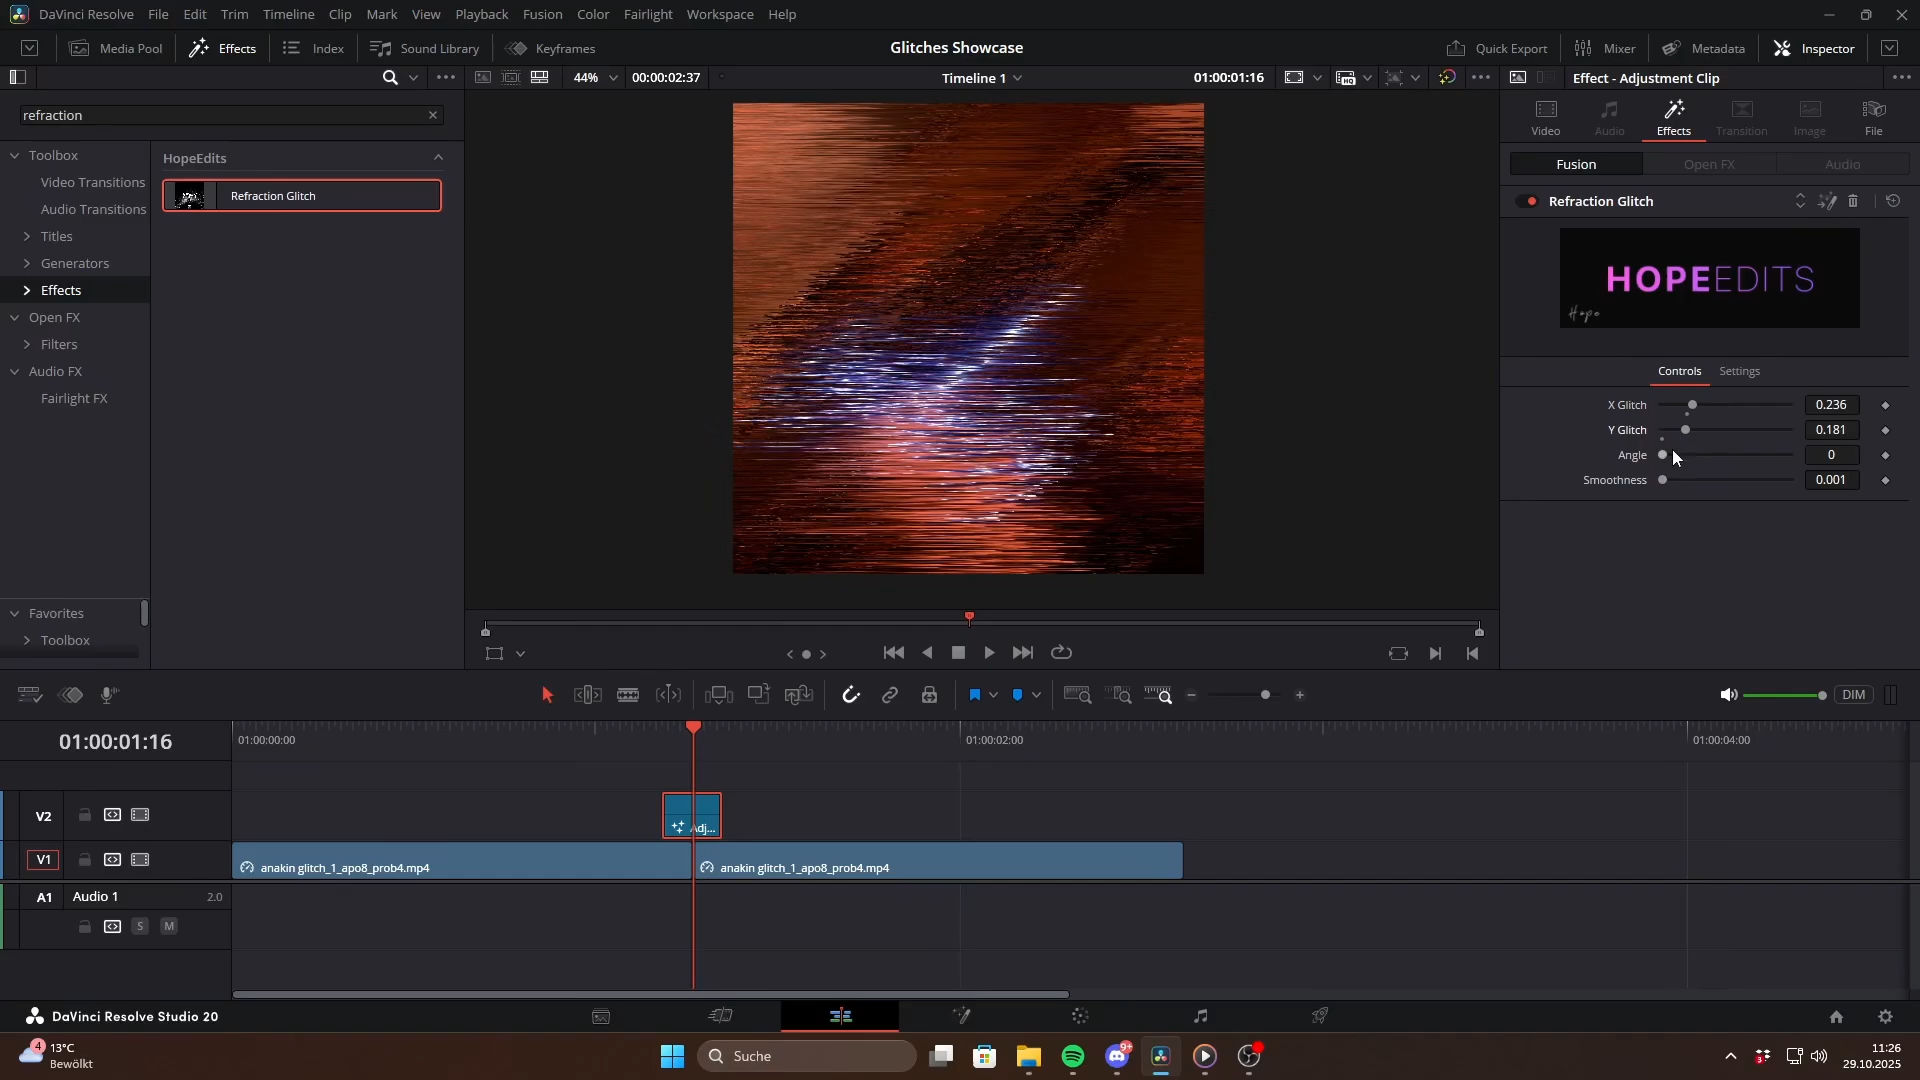 DaVinci Resolve File Edit Trim Timeline Clip Mark View Playback Fusion Color Fairlight Workspace Help
Media Pool Effects Index Sound Library Keyframes Glitches Showcase Quick Export Mixer Metadata Inspector
44% 00:00:02:37 Timeline 1 01:00:01:16 Effect - Adjustment Clip
refraction
Video Audio Effects Transition Image File
Toolbox
Video Transitions
Audio Transitions
Titles
Generators
Effects
Open FX
Filters
Audio FX
Fairlight FX
Favorites
Toolbox
HopeEdits
Refraction Glitch
Fusion Open FX Audio
Refraction Glitch
HOPEEDITS
Hope
Controls Settings
X Glitch 0.236
Y Glitch 0.181
Angle 0
Smoothness 0.001
DIM
01:00:01:16 01:00:00:00 01:00:02:00 01:00:04:00
V2 Adj...
V1 anakin glitch_1_apo8_prob4.mp4 anakin glitch_1_apo8_prob4.mp4
A1 Audio 1 2.0
S M
DaVinci Resolve Studio 20
4 13°C
Bewölkt
Suche
9+
3
11:26
29.10.2025